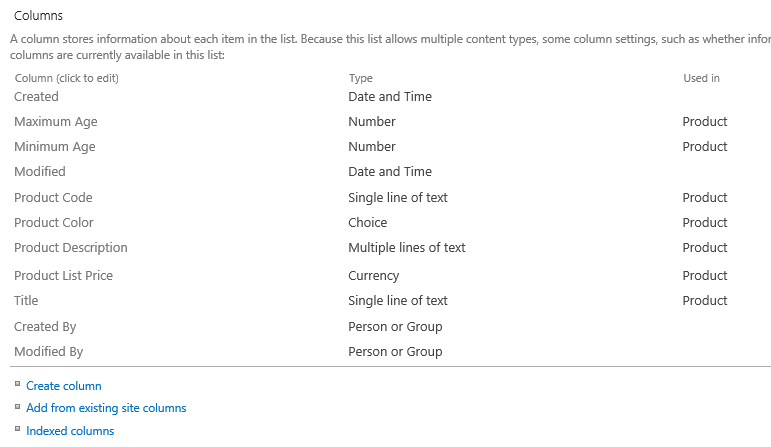 Columns
A column stores information about each item in the list. Because this list allows multiple content types, some column settings, such as whether
columns are currently available in this list:
Column (click to edit) Type Used in
Created Date and Time
Maximum Age Number Product
Minimum Age Number Product
Modified Date and Time
Product Code Single line of text Product
Product Color Choice Product
Product Description Multiple lines of text Product
Product List Price Currency Product
Title Single line of text Product
Created By Person or Group
Modified By Person or Group
Create column
Add from existing site columns
Indexed columns